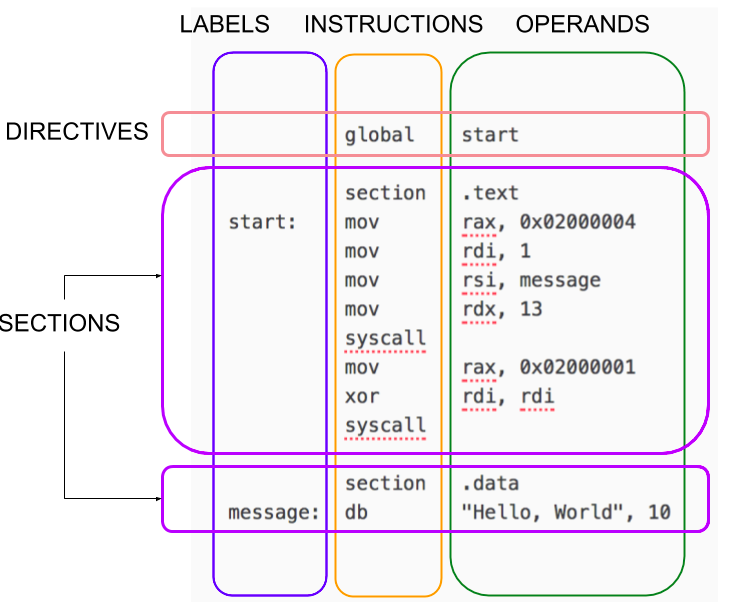 LABELS INSTRUCTIONS OPERANDS
DIRECTIVES global start
section .text
start: mov rax, 0x02000004
mov rdi, 1
mov rsi, message
mov rdx, 13
SECTIONS
syscall
mov rax, 0x02000001
xor rdi, rdi
syscall
section .data
message: db "Hello, World", 10